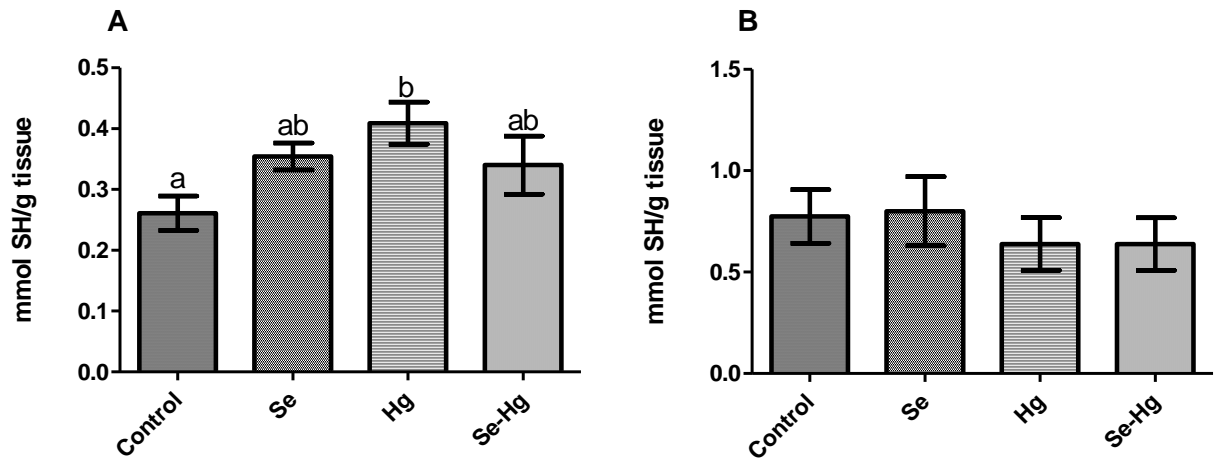 A
mmol SH/g tissue
0.5
0.4
0.3
0.2
0.1
0.0
a
ab
b
ab
Control
Se
Hg
Se-Hg
B
mmol SH/g tissue
1.5
1.0
0.5
0.0
Control
Se
Hg
Se-Hg